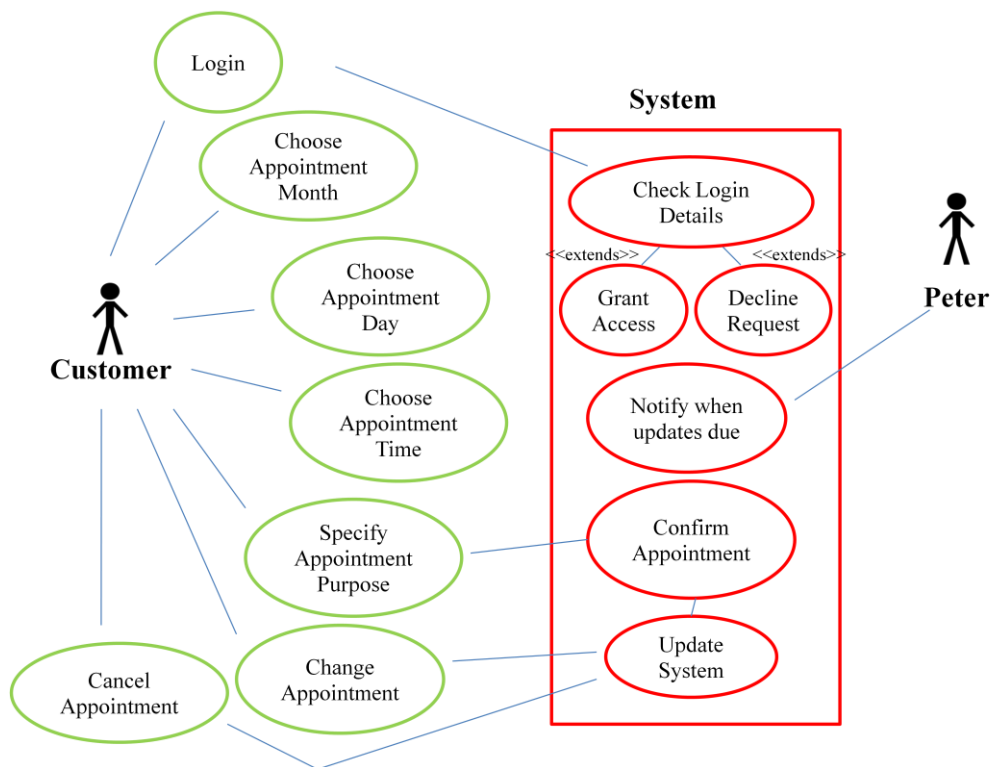 Login
System
Choose
Appointment
Month
Check Login
Details
<<extends>>
<<extends>>
Grant
Access
Decline
Request
Peter
Choose
Appointment
Day
Customer
Choose
Appointment
Time
Notify when
updates due
Specify
Appointment
Purpose
Confirm
Appointment
Cancel
Appointment
Change
Appointment
Update
System